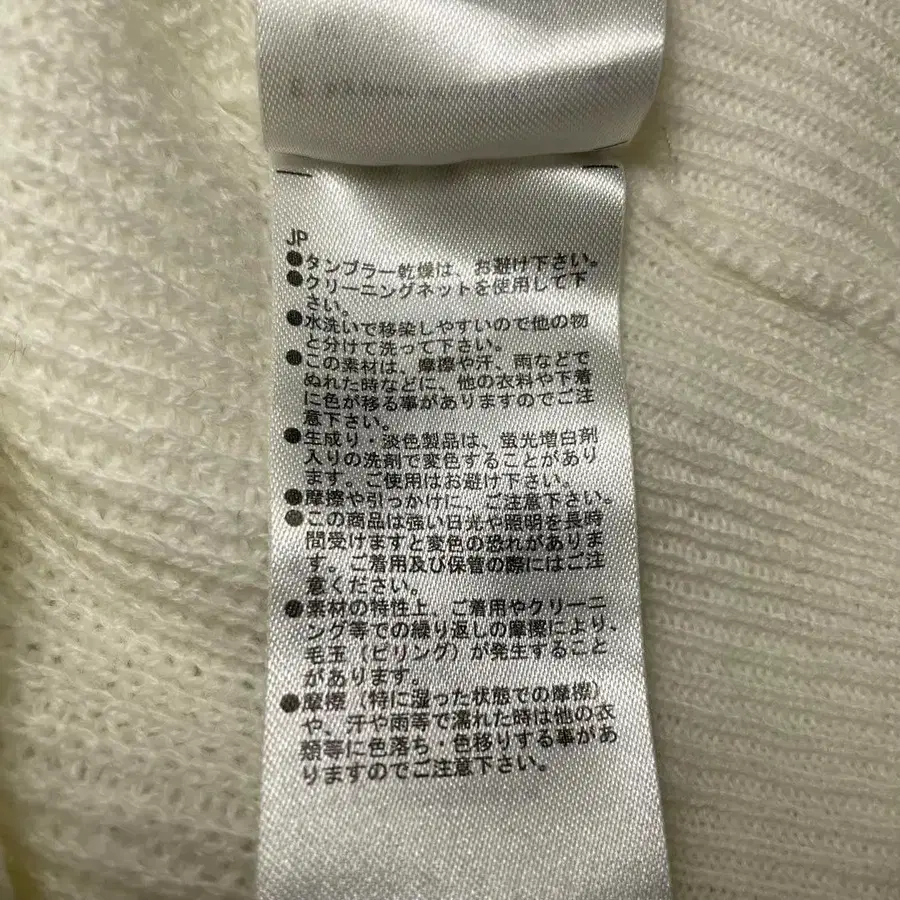 JP
●タンブラー乾燥は、お避け下さい。
●クリーニングネットを使用して下
さい。
●水洗いで移染しやすいので他の物
と分けて洗って下さい。
●この素材は、摩擦や汗、雨などで
ぬれた時などに、他の衣料や下着
に色が移る事がありますのでご注
意下さい。
●生成り・淡色製品は、蛍光増白剤
入りの洗剤で変色することがあり
ます。ご使用はお避け下さい。
●摩擦や引っかけに、ご注意下さい。
●この商品は強い日光や照明を長時
間受けますと変色の恐れがありま
す。ご着用及び保管の際にはご注
意ください。
●素材の特性上、ご着用やクリーニ
ング等での繰り返しの摩擦により、
毛玉（ピリング）が発生すること
があります。
●摩擦（特に湿った状態での摩擦）
や、汗や雨等で濡れた時は他の衣
類等に色落ち・色移りする事があ
りますのでご注意下さい。